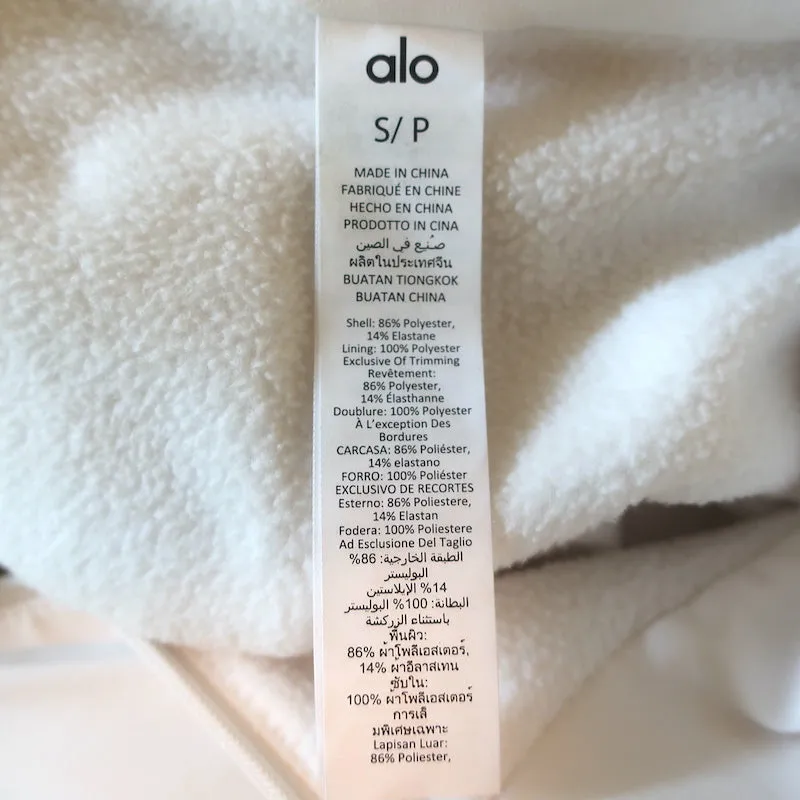 alo
S/ P
MADE IN CHINA
FABRIQUÉ EN CHINE
HECHO EN CHINA
PRODOTTO IN CINA
صُنِع في الصين
ผลิตในประเทศจีน
BUATAN TIONGKOK
BUATAN CHINA
Shell: 86% Polyester,
14% Elastane
Lining: 100% Polyester
Exclusive Of Trimming
Revêtement:
86% Polyester,
14% Élasthanne
Doublure: 100% Polyester
À L'exception Des
Bordures
CARCASA: 86% Poliéster,
14% elastano
FORRO: 100% Poliéster
EXCLUSIVO DE RECORTES
Esterno: 86% Poliestere,
14% Elastan
Fodera: 100% Poliestere
Ad Esclusione Del Taglio
الطبقة الخارجية: 86%
البوليستر
14% الإيلاستين
البطانة: 100% البوليستر
باستثناء الزركشة
พื้นผิว:
86% ผ้าโพลีเอสเตอร์,
14% ผ้าอีลาสเทน
ซับใน:
100% ผ้าโพลีเอสเตอร์
การเล็
มพิเศษเฉพาะ
Lapisan Luar:
86% Poliester,